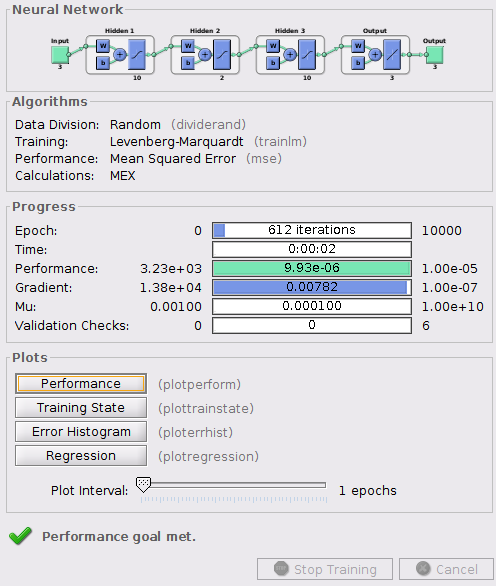 Neural Network
Hidden 1 Hidden 2 Hidden 3 Output
Input Output
W W W W
b b b b
3 10 2 10 3 3
Algorithms
Data Division: Random (dividerand)
Training: Levenberg-Marquardt (trainlm)
Performance: Mean Squared Error (mse)
Calculations: MEX
Progress
Epoch: 0 612 iterations 10000
Time: 0:00:02
Performance: 3.23e+03 9.93e-06 1.00e-05
Gradient: 1.38e+04 0.00782 1.00e-07
Mu: 0.00100 0.000100 1.00e+10
Validation Checks: 0 0 6
Plots
Performance (plotperform)
Training State (plottrainstate)
Error Histogram (ploterrhist)
Regression (plotregression)
Plot Interval: 1 epochs
Performance goal met.
Stop Training Cancel